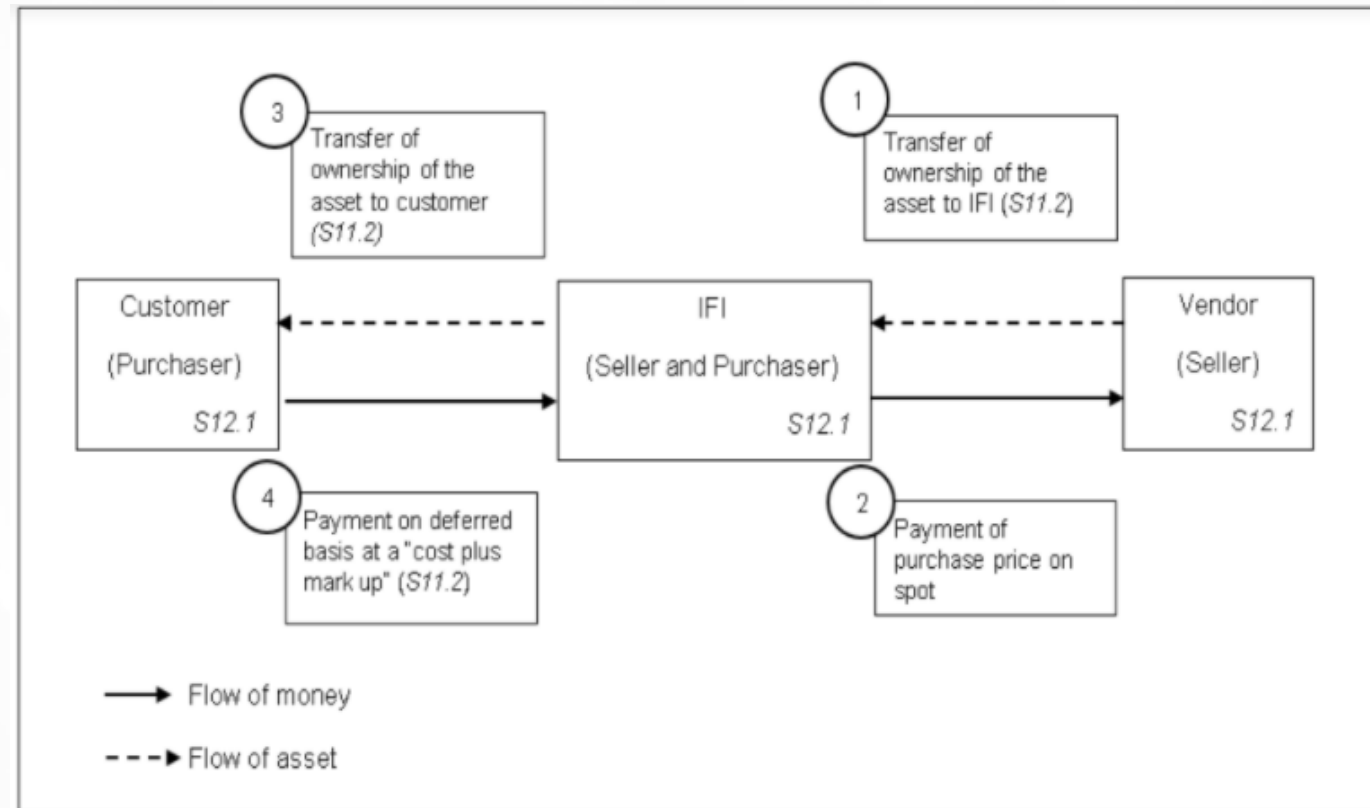 3
Transfer of
ownership of the
asset to customer
(S11.2)
1
Transfer of
ownership of the
asset to IFI (S11.2)
Customer
(Purchaser)
S12.1
IFI
(Seller and Purchaser)
S12.1
Vendor
(Seller)
S12.1
4
Payment on deferred
basis at a "cost plus
mark up" (S11.2)
2
Payment of
purchase price on
spot
Flow of money
Flow of asset